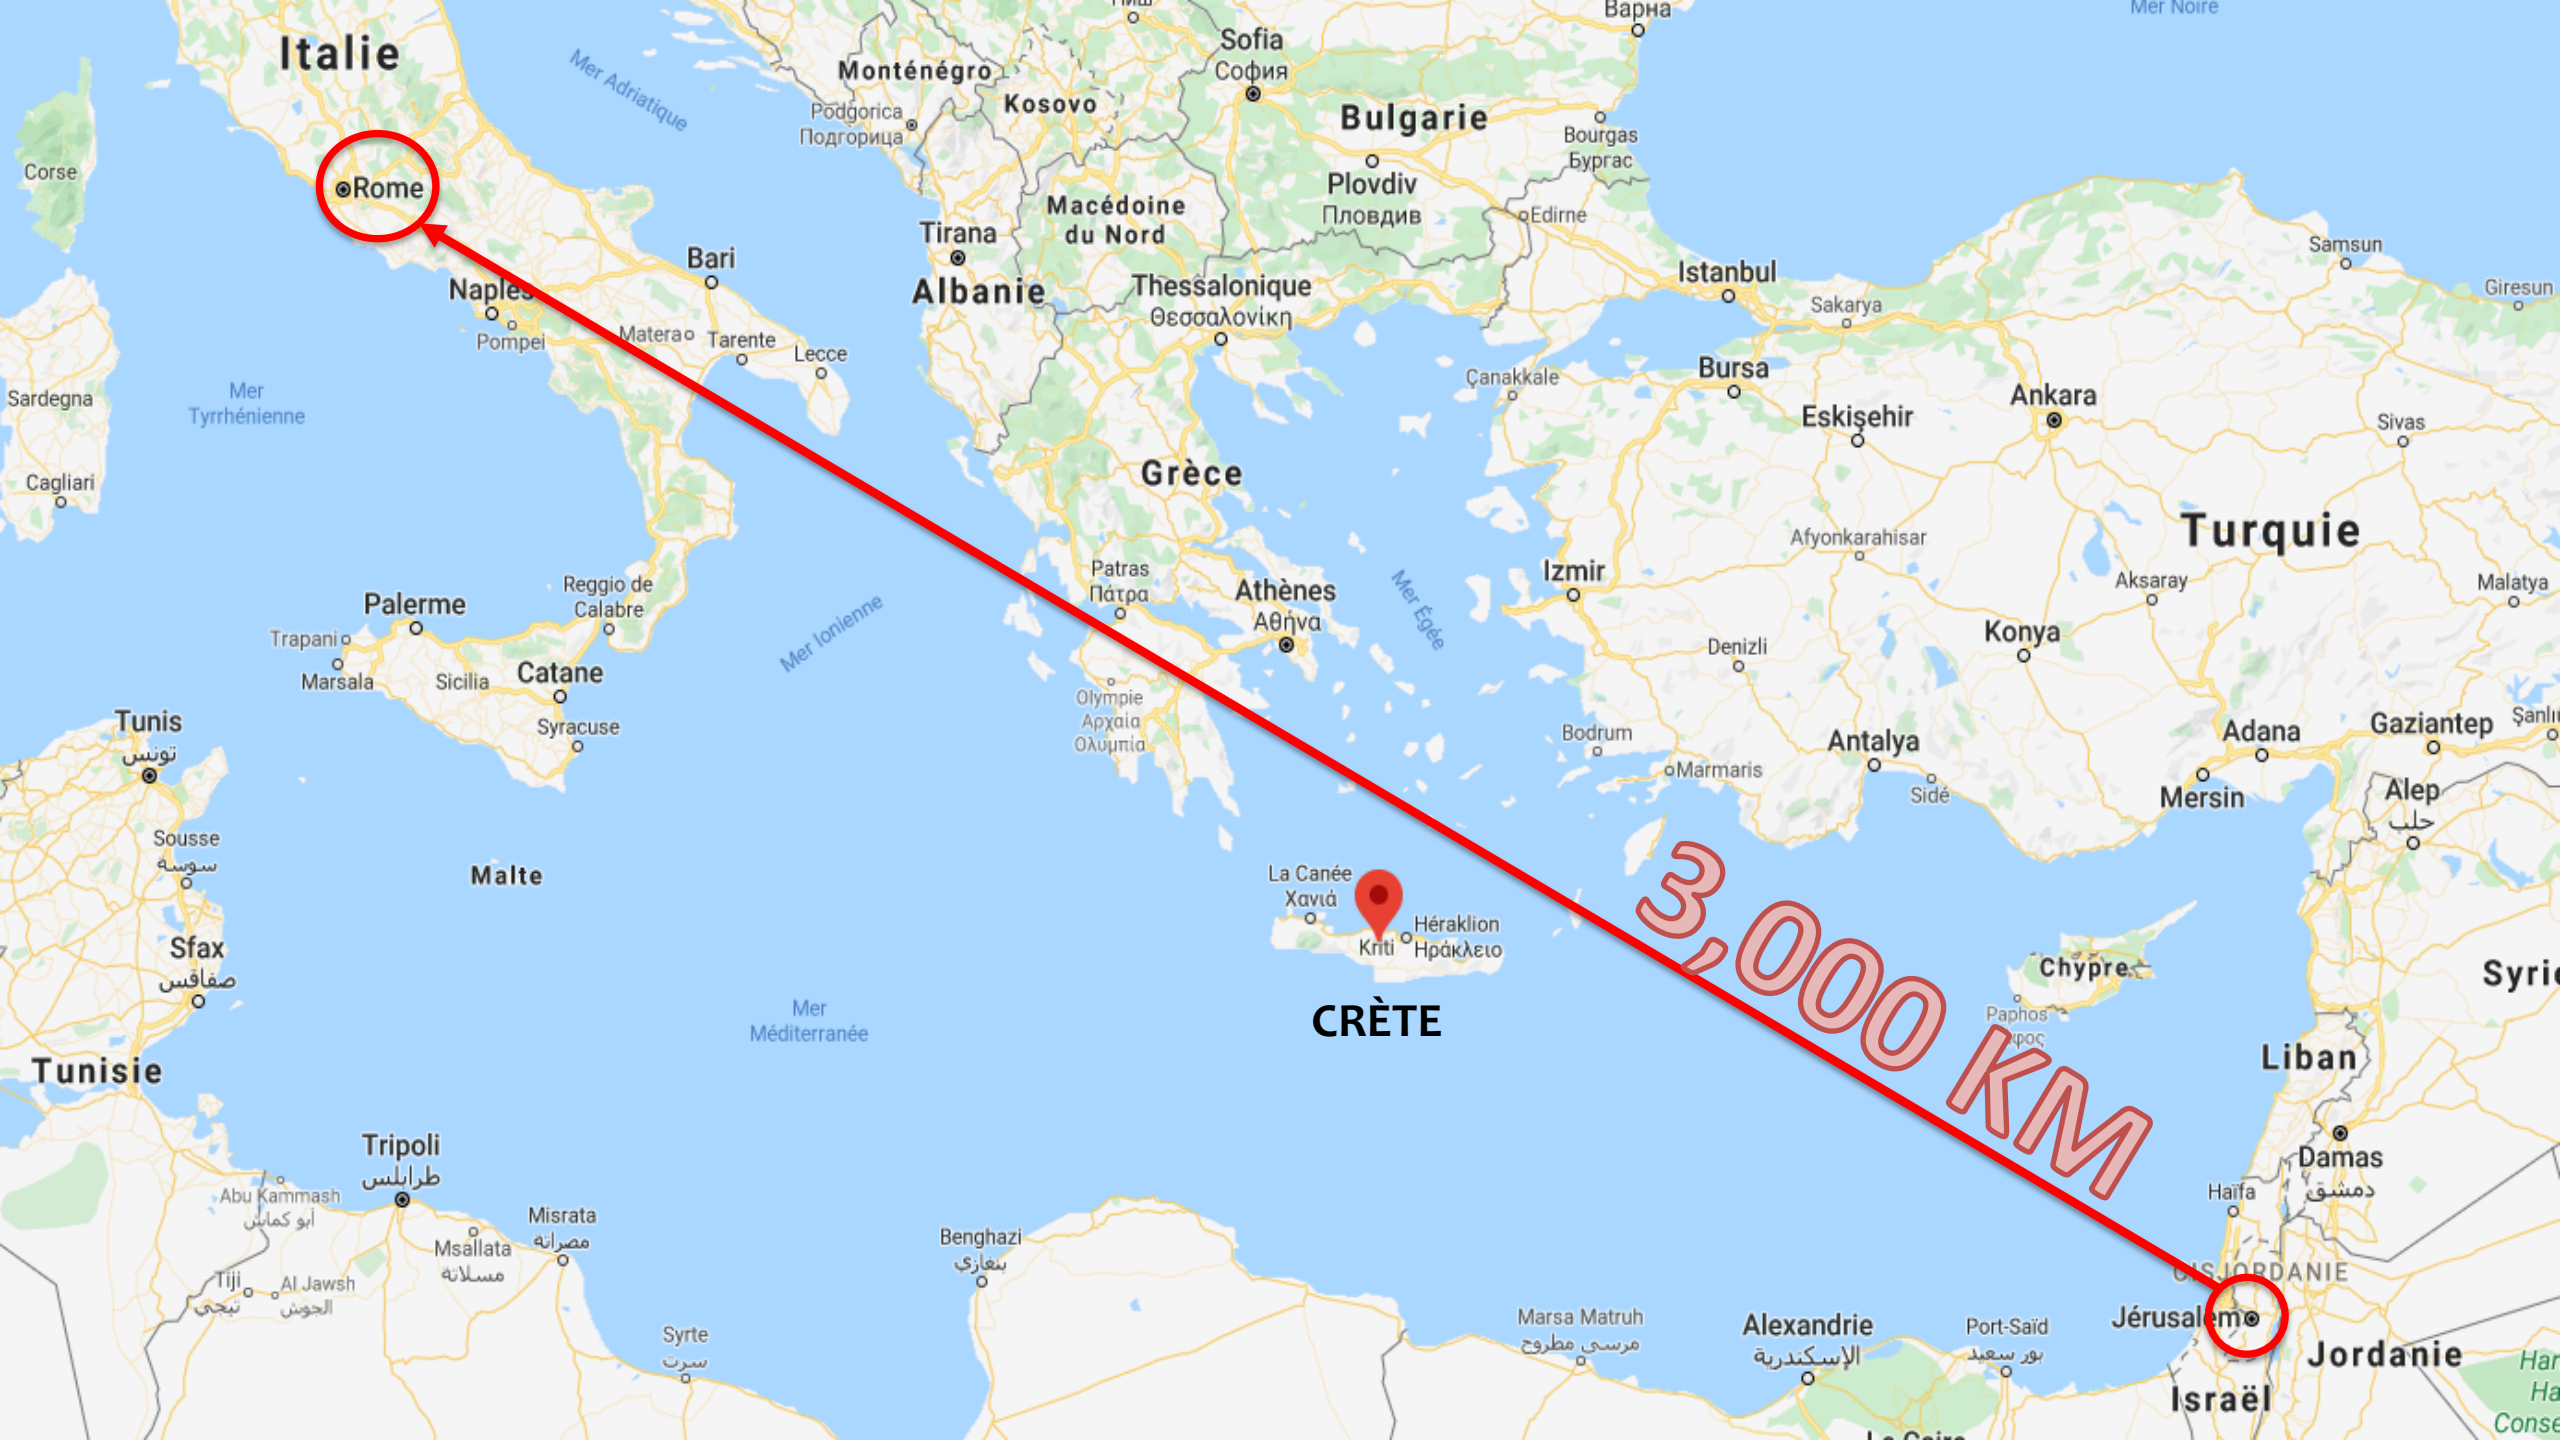 Mer Noire
Варна
Sofia
София
Italie
Mer Adriatique
Monténégro
Podgorica
Подгорица
Kosovo
Bulgarie
Bourgas
Бургас
Corse
Rome
Plovdiv
Пловдив
Macédoine
du Nord
Edirne
Tirana
Albanie
Bari
Naples
Pompei
Matera
Tarente
Lecce
Thessalonique
Θεσσαλονίκη
Istanbul
Sakarya
Samsun
Giresun
Bursa
Çanakkale
Eskişehir
Ankara
Sivas
Mer
Tyrrhénienne
Sardegna
Cagliari
Grèce
Turquie
Afyonkarahisar
Aksaray
Malatya
Izmir
Patras
Πάτρα
Athènes
Αθήνα
Mer Égée
Mer Ionienne
Reggio de
Calabre
Palerme
Trapani
Marsala
Sicilia
Catane
Syracuse
Olympie
Αρχαία
Ολυμπία
Denizli
Konya
Bodrum
Marmaris
Antalya
Sidé
Adana
Mersin
Gaziantep
Alep
حلب
Tunis
تونس
Sousse
سوسة
Sfax
صفاقس
Malte
La Canée
Χανιά
Kriti
Héraklion
Ηράκλειο
CRÈTE
3,000 KM
Chypre
Paphos
Mer
Méditerranée
Tunisie
Liban
Damas
دمشق
Haïfa
Tripoli
طرابلس
Abu Kammash
أبو كماش
Misrata
مصراتة
Msallata
مسلاتة
Tiji
تيجي
Al Jawsh
الجوش
Benghazi
بنغازي
Syrte
سرت
CISJORDANIE
Jérusalem
Marsa Matruh
مرسى مطروح
Alexandrie
الإسكندرية
Port-Saïd
بور سعيد
Jordanie
Israël